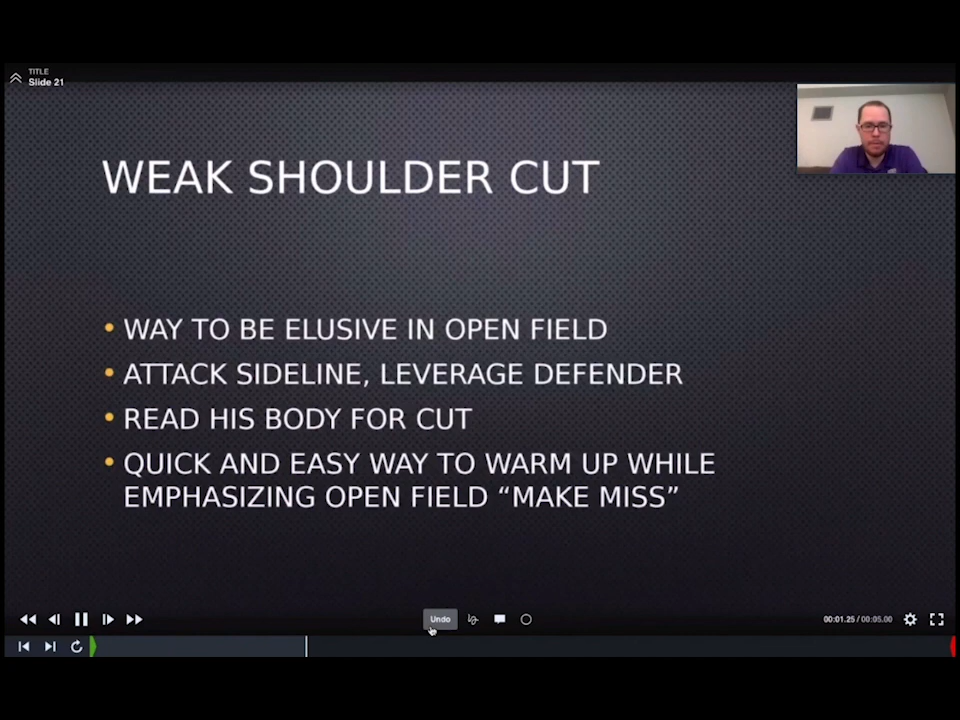 TITLE
Slide 21
WEAK SHOULDER CUT
• WAY TO BE ELUSIVE IN OPEN FIELD
• ATTACK SIDELINE, LEVERAGE DEFENDER
• READ HIS BODY FOR CUT
• QUICK AND EASY WAY TO WARM UP WHILE
EMPHASIZING OPEN FIELD “MAKE MISS”
Undo
00:01.25 / 00:05.00